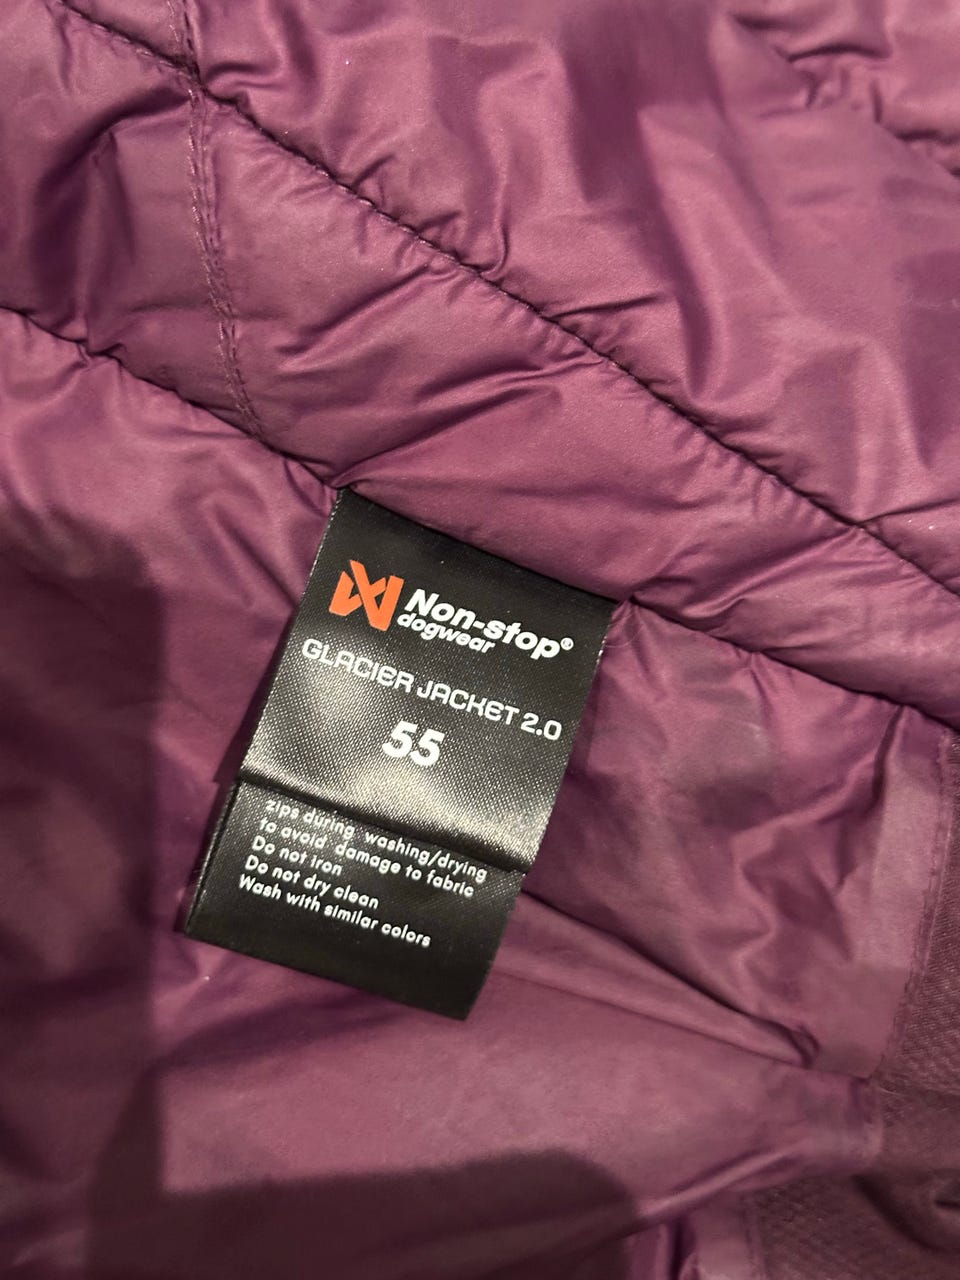 Non-stop®
dogwear
GLACIER JACKET 2.0
55
zips during washing/drying
to avoid damage to fabric
Do not iron
Do not dry clean
Wash with similar colors